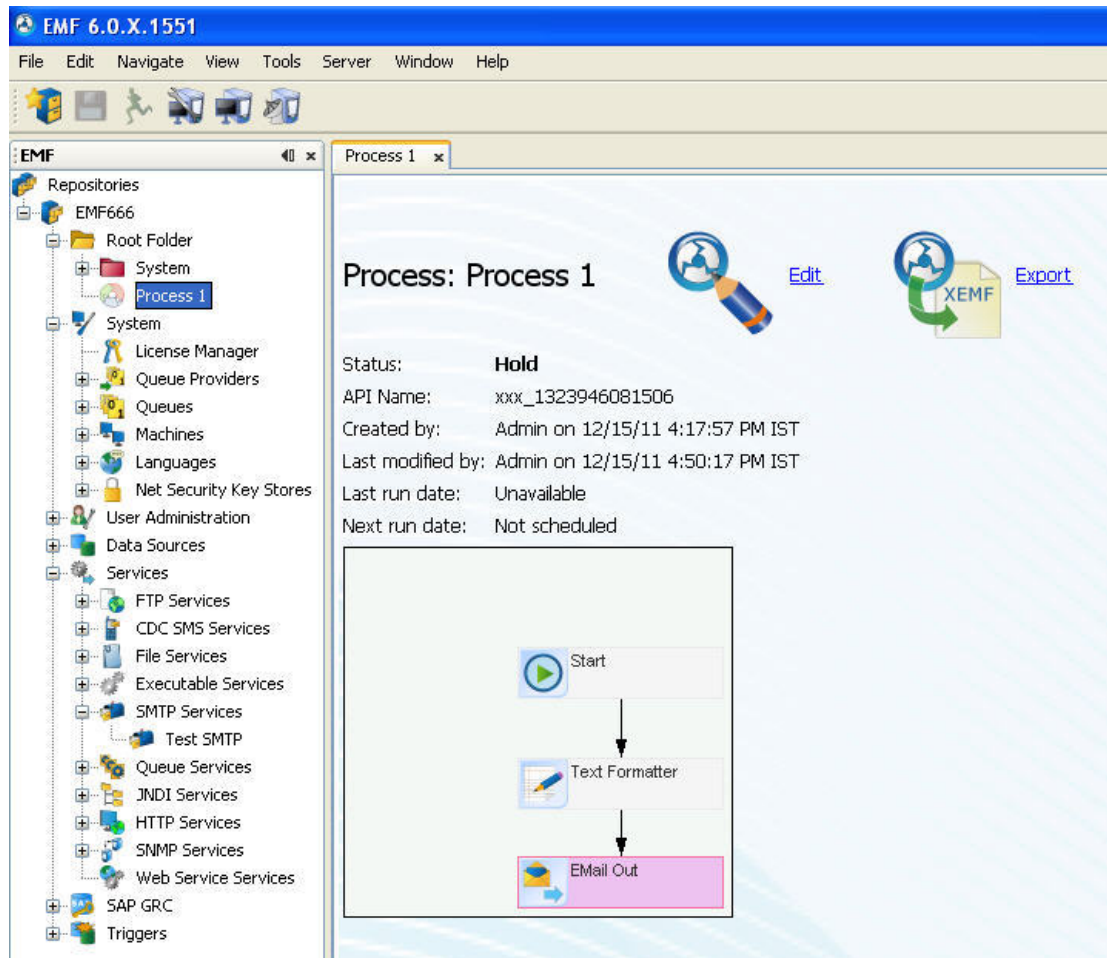 EMF 6.0.X.1551
File Edit Navigate View Tools Server Window Help
EMF
Repositories
EMF666
Root Folder
System
Process 1
System
License Manager
Queue Providers
Queues
Machines
Languages
Net Security Key Stores
User Administration
Data Sources
Services
FTP Services
CDC SMS Services
File Services
Executable Services
SMTP Services
Test SMTP
Queue Services
JNDI Services
HTTP Services
SNMP Services
Web Service Services
SAP GRC
Triggers
Process 1
Process: Process 1
Edit
XEMF
Export
Status: Hold
API Name: xxx_1323946081506
Created by: Admin on 12/15/11 4:17:57 PM IST
Last modified by: Admin on 12/15/11 4:50:17 PM IST
Last run date: Unavailable
Next run date: Not scheduled
Start
Text Formatter
EMail Out